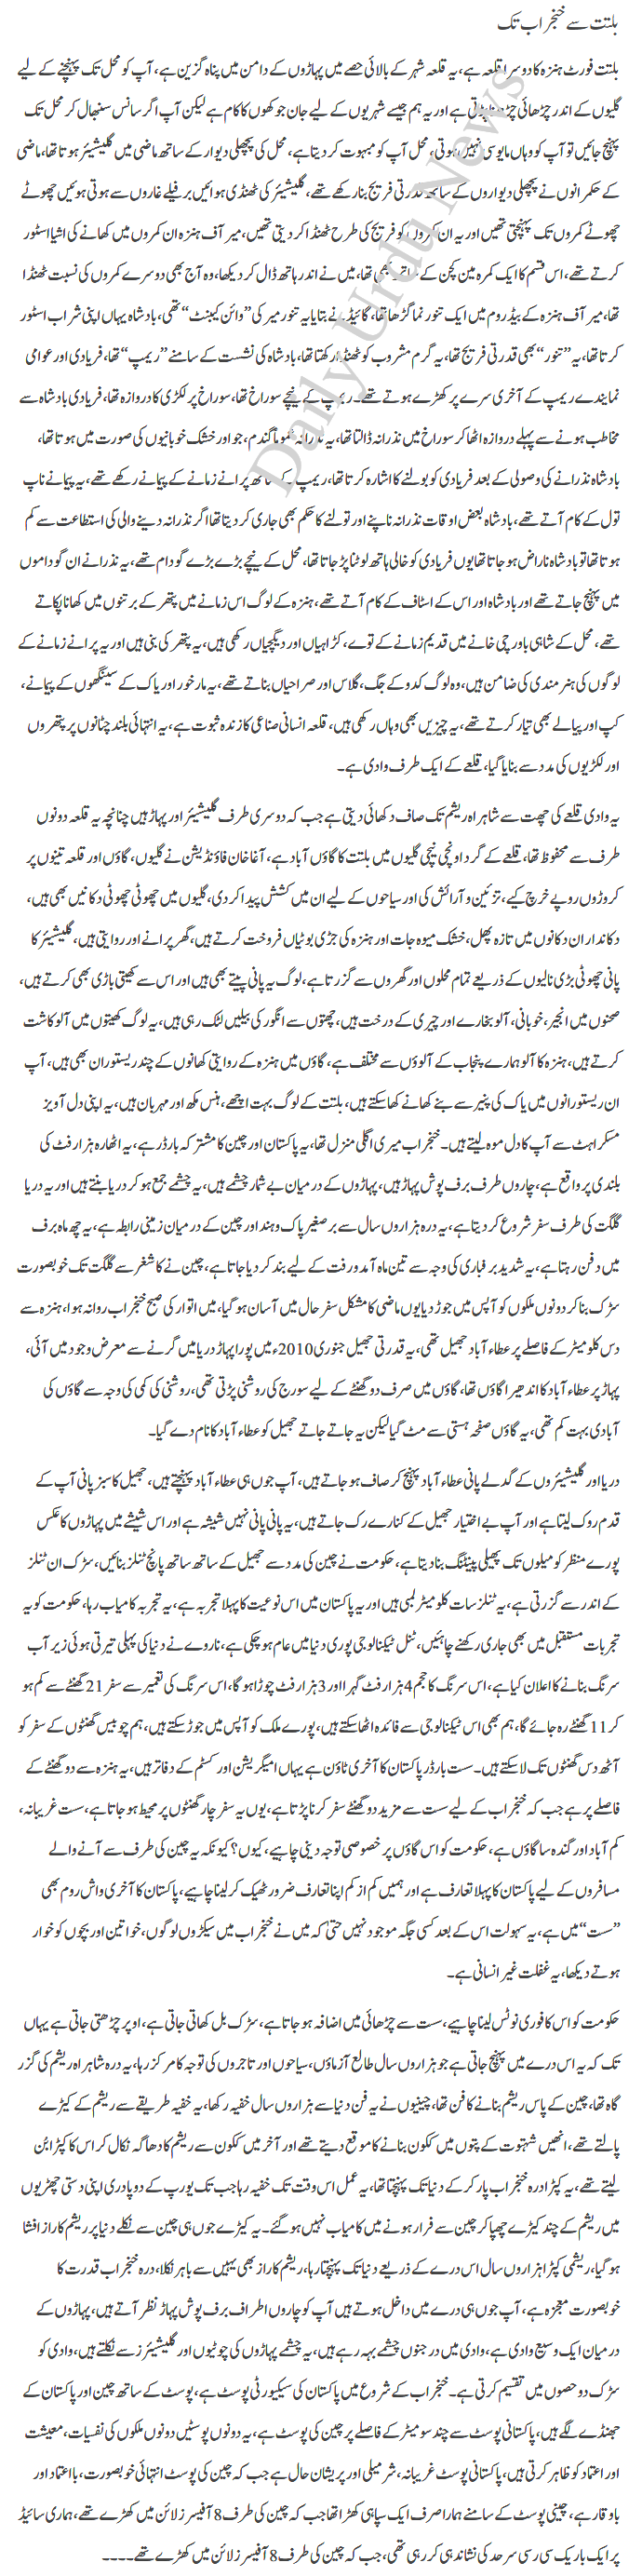 بلتت سے خنجراب تک
بلتت فورٹ ہنزہ کا دوسرا قلعہ ہے، یہ قلعہ شہر کے بالائی حصے میں پہاڑوں کے دامن میں پناہ گزین ہے، آپ کو محل تک پہنچنے کے لیے
گلیوں کے اندر چڑھائی چڑھنا پڑتی ہے اور یہ ہم جیسے شہریوں کے لیے جان جوکھوں کا کام ہے لیکن آپ اگر سانس سنبھال کر محل تک
پہنچ جائیں تو آپ کو وہاں مایوسی نہیں ہوتی، محل آپ کو مبہوت کر دیتا ہے، محل کی پچھلی دیوار کے ساتھ ماضی میں گلیشیئر ہوتا تھا، ماضی
کے حکمرانوں نے پچھلی دیواروں کے ساتھ قدرتی فریج بنا رکھے تھے، گلیشیئر کی ٹھنڈی ہوائیں برفیلے غاروں سے ہوتی ہوئیں چھوٹے
چھوٹے کمروں تک پہنچتی تھیں اور یہ ان کمروں کو فریج کی طرح ٹھنڈا کر دیتی تھیں، میر آف ہنزہ ان کمروں میں کھانے کی اشیا اسٹور
کرتے تھے، اس قسم کا ایک کمرہ مین کچن کے ساتھ بھی تھا، میں نے اندر ہاتھ ڈال کر دیکھا، وہ آج بھی دوسرے کمروں کی نسبت ٹھنڈا
تھا، میر آف ہنزہ کے بیڈ روم میں ایک تنور نما گڑھا تھا، گائیڈ نے بتایا یہ تنور میر کی ”وائن کیبنٹ“ تھی، بادشاہ یہاں اپنی شراب اسٹور
کرتا تھا، یہ ”تنور“ بھی قدرتی فریج تھا، یہ گرم مشروب کو ٹھنڈا رکھتا تھا، بادشاہ کی نشست کے سامنے ”ریمپ“ تھا، فریادی اور عوامی
نمایندے ریمپ کے آخری سرے پر کھڑے ہوتے تھے۔ ریمپ کے نیچے سوراخ تھا، سوراخ پر لکڑی کا دروازہ تھا، فریادی بادشاہ سے
مخاطب ہونے سے پہلے دروازہ اٹھا کر سوراخ میں نذرانہ ڈالتا تھا، یہ نذرانہ عموماً گندم، جو اور خشک خوبانیوں کی صورت میں ہوتا تھا،
بادشاہ نذرانے کی وصولی کے بعد فریادی کو بولنے کا اشارہ کرتا تھا، ریمپ کے ساتھ پرانے زمانے کے پیمانے رکھے تھے، یہ پیمانے ناپ
تول کے کام آتے تھے، بادشاہ بعض اوقات نذرانہ ناپنے اور تولنے کا حکم بھی جاری کر دیتا تھا اگر نذرانہ دینے والی کی استطاعت سے کم
ہوتا تھا تو بادشاہ ناراض ہو جاتا تھا یوں فریادی کو خالی ہاتھ لوٹنا پڑ جاتا تھا، محل کے نیچے بڑے بڑے گودام تھے، یہ نذرانے ان گوداموں
میں پہنچ جاتے تھے اور بادشاہ اور اس کے اسٹاف کے کام آتے تھے، ہنزہ کے لوگ اس زمانے میں پتھر کے برتنوں میں کھانا پکاتے
تھے، محل کے شاہی باورچی خانے میں قدیم زمانے کے توے، کڑاہیاں اور دیگچیاں رکھی ہیں، یہ پتھر کی بنی ہیں اور یہ پرانے زمانے کے
لوگوں کی ہنر مندی کی ضامن ہیں، وہ لوگ کدو کے جگ، گلاس اور صراحیاں بناتے تھے، یہ مارخور اور یاک کے سینگھوں کے پیمانے،
کپ اور پیالے بھی تیار کرتے تھے، یہ چیزیں بھی وہاں رکھی ہیں، قلعہ انسانی صناعی کا زندہ ثبوت ہے، یہ انتہائی بلند چٹانوں پر پتھروں
اور لکڑیوں کی مدد سے بنایا گیا، قلعے کے ایک طرف وادی ہے۔
یہ وادی قلعے کی چھت سے شاہراہ ریشم تک صاف دکھائی دیتی ہے جب کہ دوسری طرف گلیشیئر اور پہاڑ ہیں چنانچہ یہ قلعہ دونوں
طرف سے محفوظ تھا، قلعے کے گرد اونچی نیچی گلیوں میں بلتت کا گاؤں آباد ہے، آغا خان فاؤنڈیشن نے گلیوں، گاؤں اور قلعہ تینوں پر
کروڑوں روپے خرچ کیے، تزئین و آرائش کی اور سیاحوں کے لیے ان میں کشش پیدا کر دی، گلیوں میں چھوٹی چھوٹی دکانیں بھی ہیں،
دکاندار ان دکانوں میں تازہ پھل، خشک میوہ جات اور ہنزہ کی جڑی بوٹیاں فروخت کرتے ہیں، گھر پرانے اور روایتی ہیں، گلیشیئر کا
پانی چھوٹی بڑی نالیوں کے ذریعے تمام محلوں اور گھروں سے گزرتا ہے، لوگ یہ پانی پیتے بھی ہیں اور اس سے کھیتی باڑی بھی کرتے ہیں،
صحنوں میں انجیر، خوبانی، آلو بخارے اور چیری کے درخت ہیں، چھتوں سے انگور کی بیلیں لٹک رہی ہیں، یہ لوگ کھیتوں میں آلو کاشت
کرتے ہیں، ہنزہ کا آلو ہمارے پنجاب کے آلوؤں سے مختلف ہے، گاؤں میں ہنزہ کے روایتی کھانوں کے چند ریستوران بھی ہیں، آپ
ان ریستورانوں میں یاک کی پنیر سے بنے کھانے کھا سکتے ہیں، بلتت کے لوگ بہت اچھے، ہنس مکھ اور مہربان ہیں، یہ اپنی دل آویز
مسکراہٹ سے آپ کا دل موہ لیتے ہیں۔ خنجراب میری اگلی منزل تھا، یہ پاکستان اور چین کا مشترکہ بارڈر ہے، یہ اٹھارہ ہزار فٹ کی
بلندی پر واقع ہے، چاروں طرف برف پوش پہاڑ ہیں، پہاڑوں کے درمیان بے شمار چشمے ہیں، یہ چشمے جمع ہو کر دریا بنتے ہیں اور یہ دریا
گلگت کی طرف سفر شروع کر دیتا ہے، یہ درہ ہزاروں سال سے برصغیر پاک و ہند اور چین کے درمیان زمینی رابطہ ہے، یہ چھ ماہ برف
میں دفن رہتا ہے، یہ شدید برفباری کی وجہ سے تین ماہ آمدورفت کے لیے بند کر دیا جاتا ہے، چین نے کاشغر سے گلگت تک خوبصورت
سڑک بنا کر دونوں ملکوں کو آپس میں جوڑ دیا یوں ماضی کا مشکل سفر حال میں آسان ہو گیا، میں اتوار کی صبح خنجراب روانہ ہوا، ہنزہ سے
دس کلومیٹر کے فاصلے پر عطاء آباد جھیل تھی، یہ قدرتی جھیل جنوری 2010ء میں پورا پہاڑ دریا میں گرنے سے معرض وجود میں آئی،
پہاڑ پر عطاء آباد کا اندھیرا گاؤں تھا، گاؤں میں صرف دو گھنٹے کے لیے سورج کی روشنی پڑتی تھی، روشنی کی کمی کی وجہ سے گاؤں کی
آبادی بہت کم تھی، یہ گاؤں صفحہ ہستی سے مٹ گیا لیکن یہ جاتے جاتے جھیل کو عطاء آباد کا نام دے گیا۔
دریا اور گلیشیئروں کے گدلے پانی عطاء آباد پہنچ کر صاف ہو جاتے ہیں، آپ جوں ہی عطاء آباد پہنچتے ہیں، جھیل کا سبز پانی آپ کے
قدم روک لیتا ہے اور آپ بے اختیار جھیل کے کنارے رک جاتے ہیں، یہ پانی پانی نہیں شیشہ ہے اور اس شیشے میں پہاڑوں کا عکس
پورے منظر کو میلوں تک پھیلی پینٹنگ بنا دیتا ہے، حکومت نے چین کی مدد سے جھیل کے ساتھ ساتھ پانچ ٹنلز بنائیں، سڑک ان ٹنلز
کے اندر سے گزرتی ہے، یہ ٹنلز سات کلومیٹر لمبی ہیں اور یہ پاکستان میں اس نوعیت کا پہلا تجربہ ہے، یہ تجربہ کامیاب رہا، حکومت کو یہ
تجربات مستقبل میں بھی جاری رکھنے چاہئیں، ٹنل ٹیکنالوجی پوری دنیا میں عام ہو چکی ہے، ناروے نے دنیا کی پہلی تیرتی ہوئی زیر آب
سرنگ بنانے کا اعلان کیا ہے، اس سرنگ کا حجم 4 ہزار فٹ گہرا اور 3 ہزار فٹ چوڑا ہو گا، اس سرنگ کی تعمیر سے سفر 21 گھنٹے سے کم ہو
کر 11 گھنٹے رہ جائے گا، ہم بھی اس ٹیکنالوجی سے فائدہ اٹھا سکتے ہیں، پورے ملک کو آپس میں جوڑ سکتے ہیں، ہم چوبیس گھنٹوں کے سفر کو
آٹھ دس گھنٹوں تک لا سکتے ہیں۔ سست بارڈر پاکستان کا آخری ٹاؤن ہے یہاں امیگریشن اور کسٹم کے دفاتر ہیں، یہ ہنزہ سے دو گھنٹے کے
فاصلے پر ہے جب کہ خنجراب کے لیے سست سے مزید دو گھنٹے سفر کرنا پڑتا ہے، یوں یہ سفر چار گھنٹوں پر محیط ہو جاتا ہے، سست غریبانہ،
کم آباد اور گندہ سا گاؤں ہے، حکومت کو اس گاؤں پر خصوصی توجہ دینی چاہیے، کیوں؟ کیونکہ یہ چین کی طرف سے آنے والے
مسافروں کے لیے پاکستان کا پہلا تعارف ہے اور ہمیں کم از کم اپنا تعارف ضرور ٹھیک کر لینا چاہیے، پاکستان کا آخری واش روم بھی
”سست“ میں ہے، یہ سہولت اس کے بعد کسی جگہ موجود نہیں حتیٰ کہ میں نے خنجراب میں سیکڑوں لوگوں، خواتین اور بچوں کو خوار
ہوتے دیکھا، یہ غفلت غیر انسانی ہے۔
حکومت کو اس کا فوری نوٹس لینا چاہیے، سست سے چڑھائی میں اضافہ ہو جاتا ہے، سڑک بل کھاتی جاتی ہے، اوپر چڑھتی جاتی ہے یہاں
تک کہ یہ اس درے میں پہنچ جاتی ہے جو ہزاروں سال طالع آزماؤں، سیاحوں اور تاجروں کی توجہ کا مرکز رہا، یہ درہ شاہراہ ریشم کی گزر
گاہ تھا، چین کے پاس ریشم بنانے کا فن تھا، چینیوں نے یہ فن دنیا سے ہزاروں سال خفیہ رکھا، یہ خفیہ طریقے سے ریشم کے کیڑے
پالتے تھے، انھیں شہتوت کے پتوں میں ککون بنانے کا موقع دیتے تھے اور آخر میں ککون سے ریشم کا دھاگہ نکال کر اس کا کپڑا بُن
لیتے تھے، یہ کپڑا درہ خنجراب پار کر کے دنیا تک پہنچتا تھا، یہ عمل اس وقت تک خفیہ رہا جب تک یورپ کے دو پادری اپنی دستی چھڑیوں
میں ریشم کے چند کیڑے چھپا کر چین سے فرار ہونے میں کامیاب نہیں ہو گئے۔ یہ کیڑے جوں ہی چین سے نکلے دنیا پر ریشم کا راز افشا
ہو گیا، ریشمی کپڑا ہزاروں سال اس درے کے ذریعے دنیا تک پہنچتا رہا، ریشم کا راز بھی یہیں سے باہر نکلا، درہ خنجراب قدرت کا
خوبصورت معجزہ ہے، آپ جوں ہی درے میں داخل ہوتے ہیں آپ کو چاروں اطراف برف پوش پہاڑ نظر آتے ہیں، پہاڑوں کے
درمیان ایک وسیع وادی ہے، وادی میں درجنوں چشمے بہہ رہے ہیں، یہ چشمے پہاڑوں کی چوٹیوں اور گلیشیئرز سے نکلتے ہیں، وادی کو
سڑک دو حصوں میں تقسیم کرتی ہے۔ خنجراب کے شروع میں پاکستان کی سیکیورٹی پوسٹ ہے، پوسٹ کے ساتھ چین اور پاکستان کے
جھنڈے لگے ہیں، پاکستانی پوسٹ سے چند سو میٹر کے فاصلے پر چین کی پوسٹ ہے، یہ دونوں پوسٹیں دونوں ملکوں کی نفسیات، معیشت
اور اعتماد کو ظاہر کرتی ہیں، پاکستانی پوسٹ غریبانہ، شرمیلی اور پریشان حال ہے جب کہ چین کی پوسٹ انتہائی خوبصورت، بااعتماد اور
باوقار ہے، چینی پوسٹ کے سامنے ہمارا صرف ایک سپاہی کھڑا تھا جب کہ چین کی طرف 8 آفیسرز لائن میں کھڑے تھے، ہماری سائیڈ
پر ایک باریک سی رسی سرحد کی نشاندہی کر رہی تھی، جب کہ چین کی طرف 8 آفیسرز لائن میں کھڑے تھے۔۔۔۔
Daily Urdu News